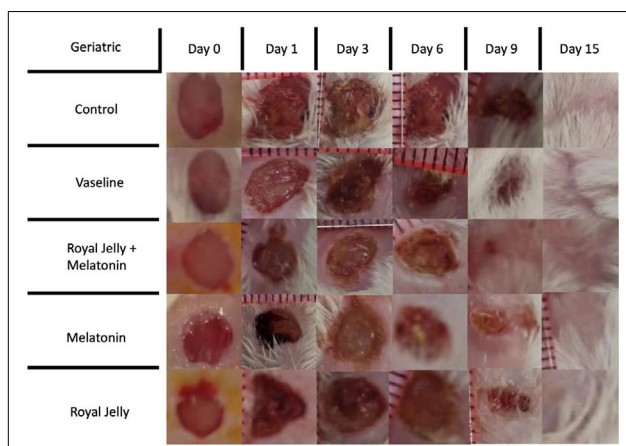 Geriatric Day 0 Day 1 Day 3 Day 6 Day 9 Day 15
Control
Vaseline
Royal Jelly +
Melatonin
Melatonin
Royal Jelly